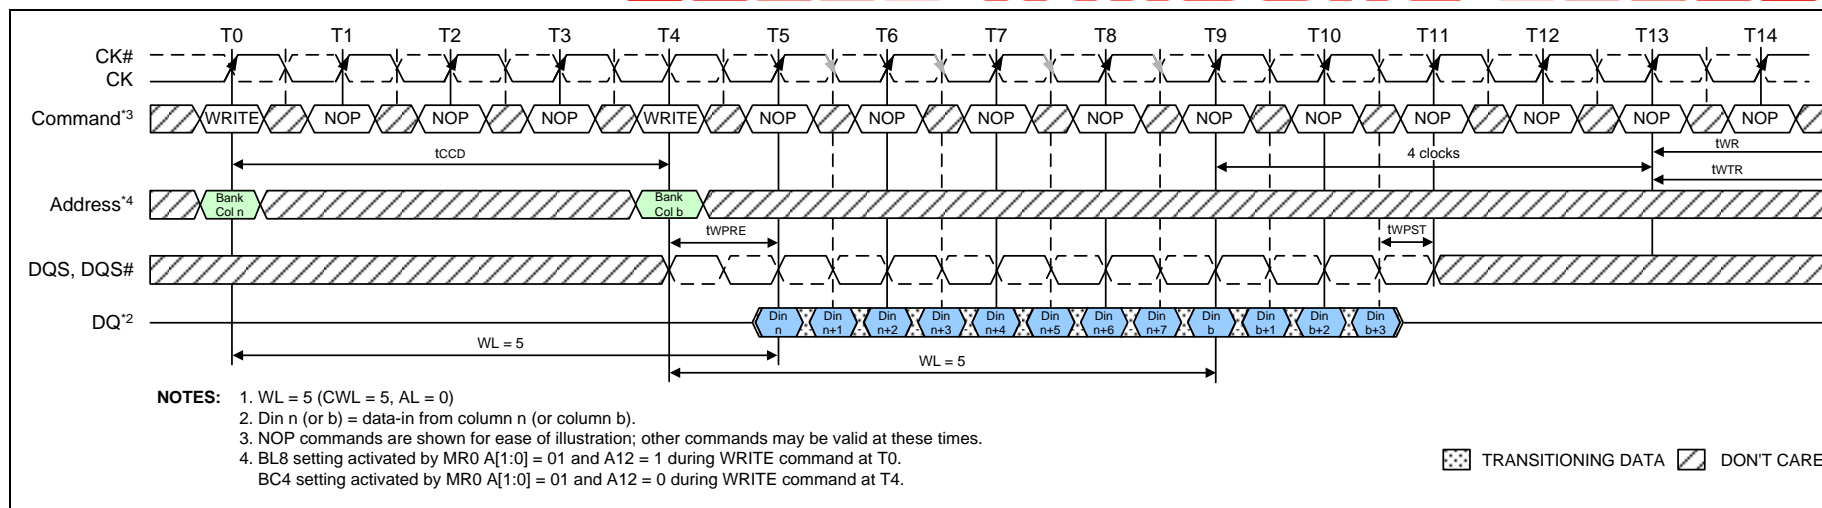 T0 T1 T2 T3 T4 T5 T6 T7 T8 T9 T10 T11 T12 T13 T14
CK#
CK
Command*3 WRITE NOP NOP NOP WRITE NOP NOP NOP NOP NOP NOP NOP NOP NOP NOP
tCCD 4 clocks tWR
tWTR
Address*4 Bank Col n Bank Col b
tWPRE tWPST
DQS, DQS#
DQ*2 Din n Din n+1 Din n+2 Din n+3 Din n+4 Din n+5 Din n+6 Din n+7 Din b Din b+1 Din b+2 Din b+3
WL = 5
WL = 5
NOTES: 1. WL = 5 (CWL = 5, AL = 0)
2. Din n (or b) = data-in from column n (or column b).
3. NOP commands are shown for ease of illustration; other commands may be valid at these times.
4. BL8 setting activated by MR0 A[1:0] = 01 and A12 = 1 during WRITE command at T0.
BC4 setting activated by MR0 A[1:0] = 01 and A12 = 0 during WRITE command at T4.
TRANSITIONING DATA DON'T CARE